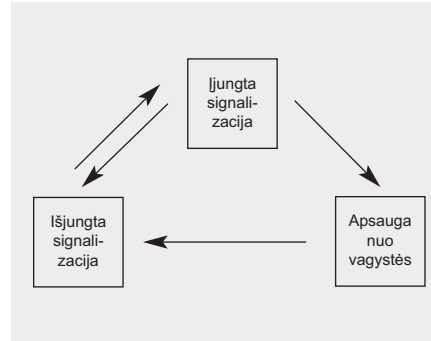 Įjungta
signali-
zacija
Išjungta
signali-
zacija
Apsauga
nuo
vagystės